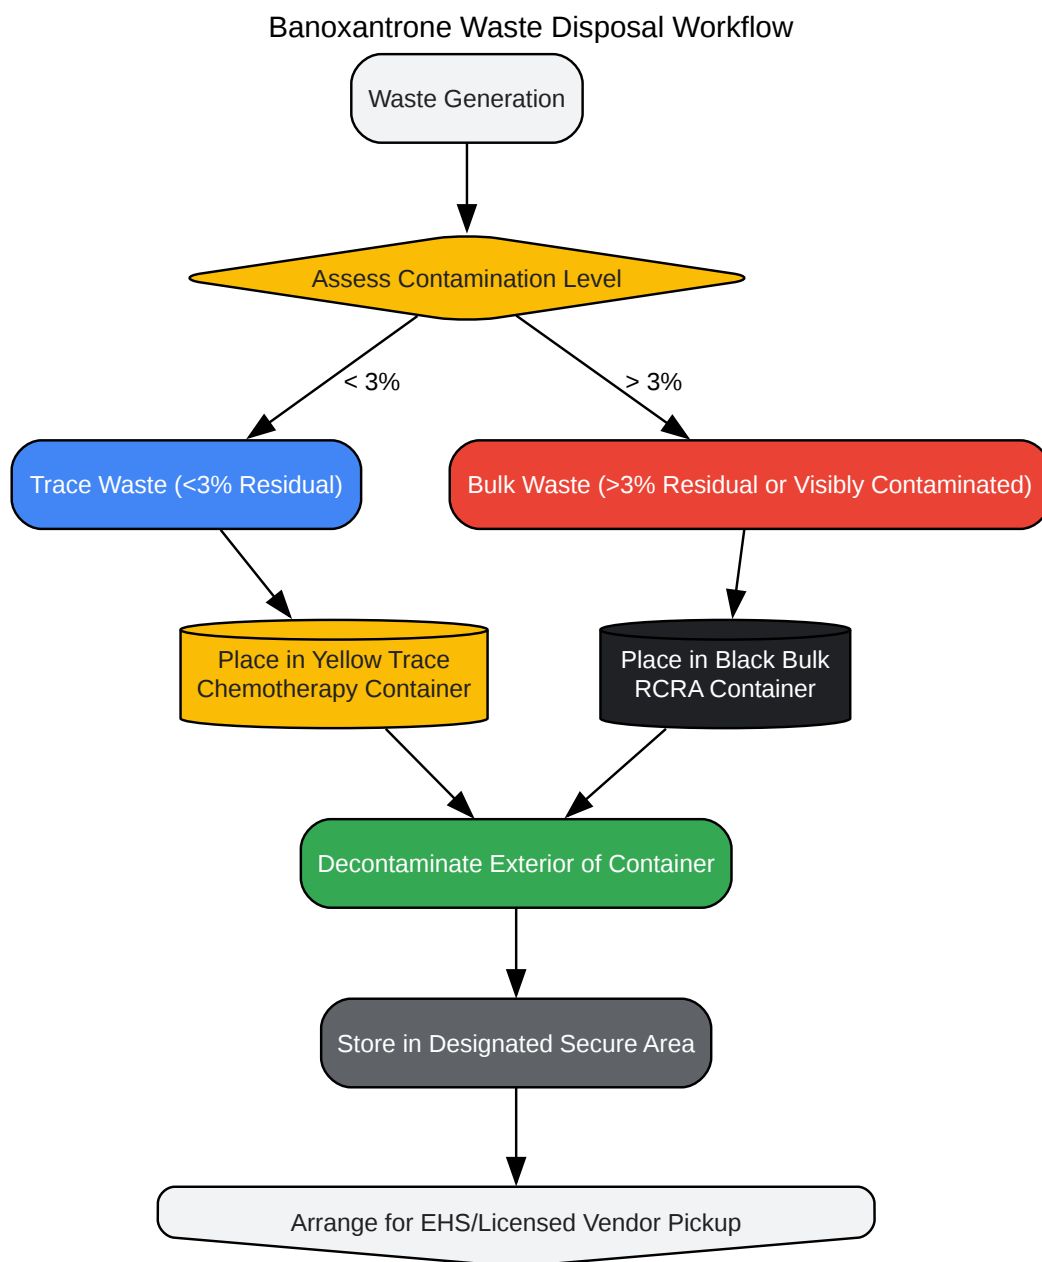 Banoxantrone Waste Disposal Workflow
Waste Generation
Assess Contamination Level
< 3%
> 3%
Trace Waste (<3% Residual)
Bulk Waste (>3% Residual or Visibly Contaminated)
Place in Yellow Trace
Chemotherapy Container
Place in Black Bulk
RCRA Container
Decontaminate Exterior of Container
Store in Designated Secure Area
Arrange for EHS/Licensed Vendor Pickup